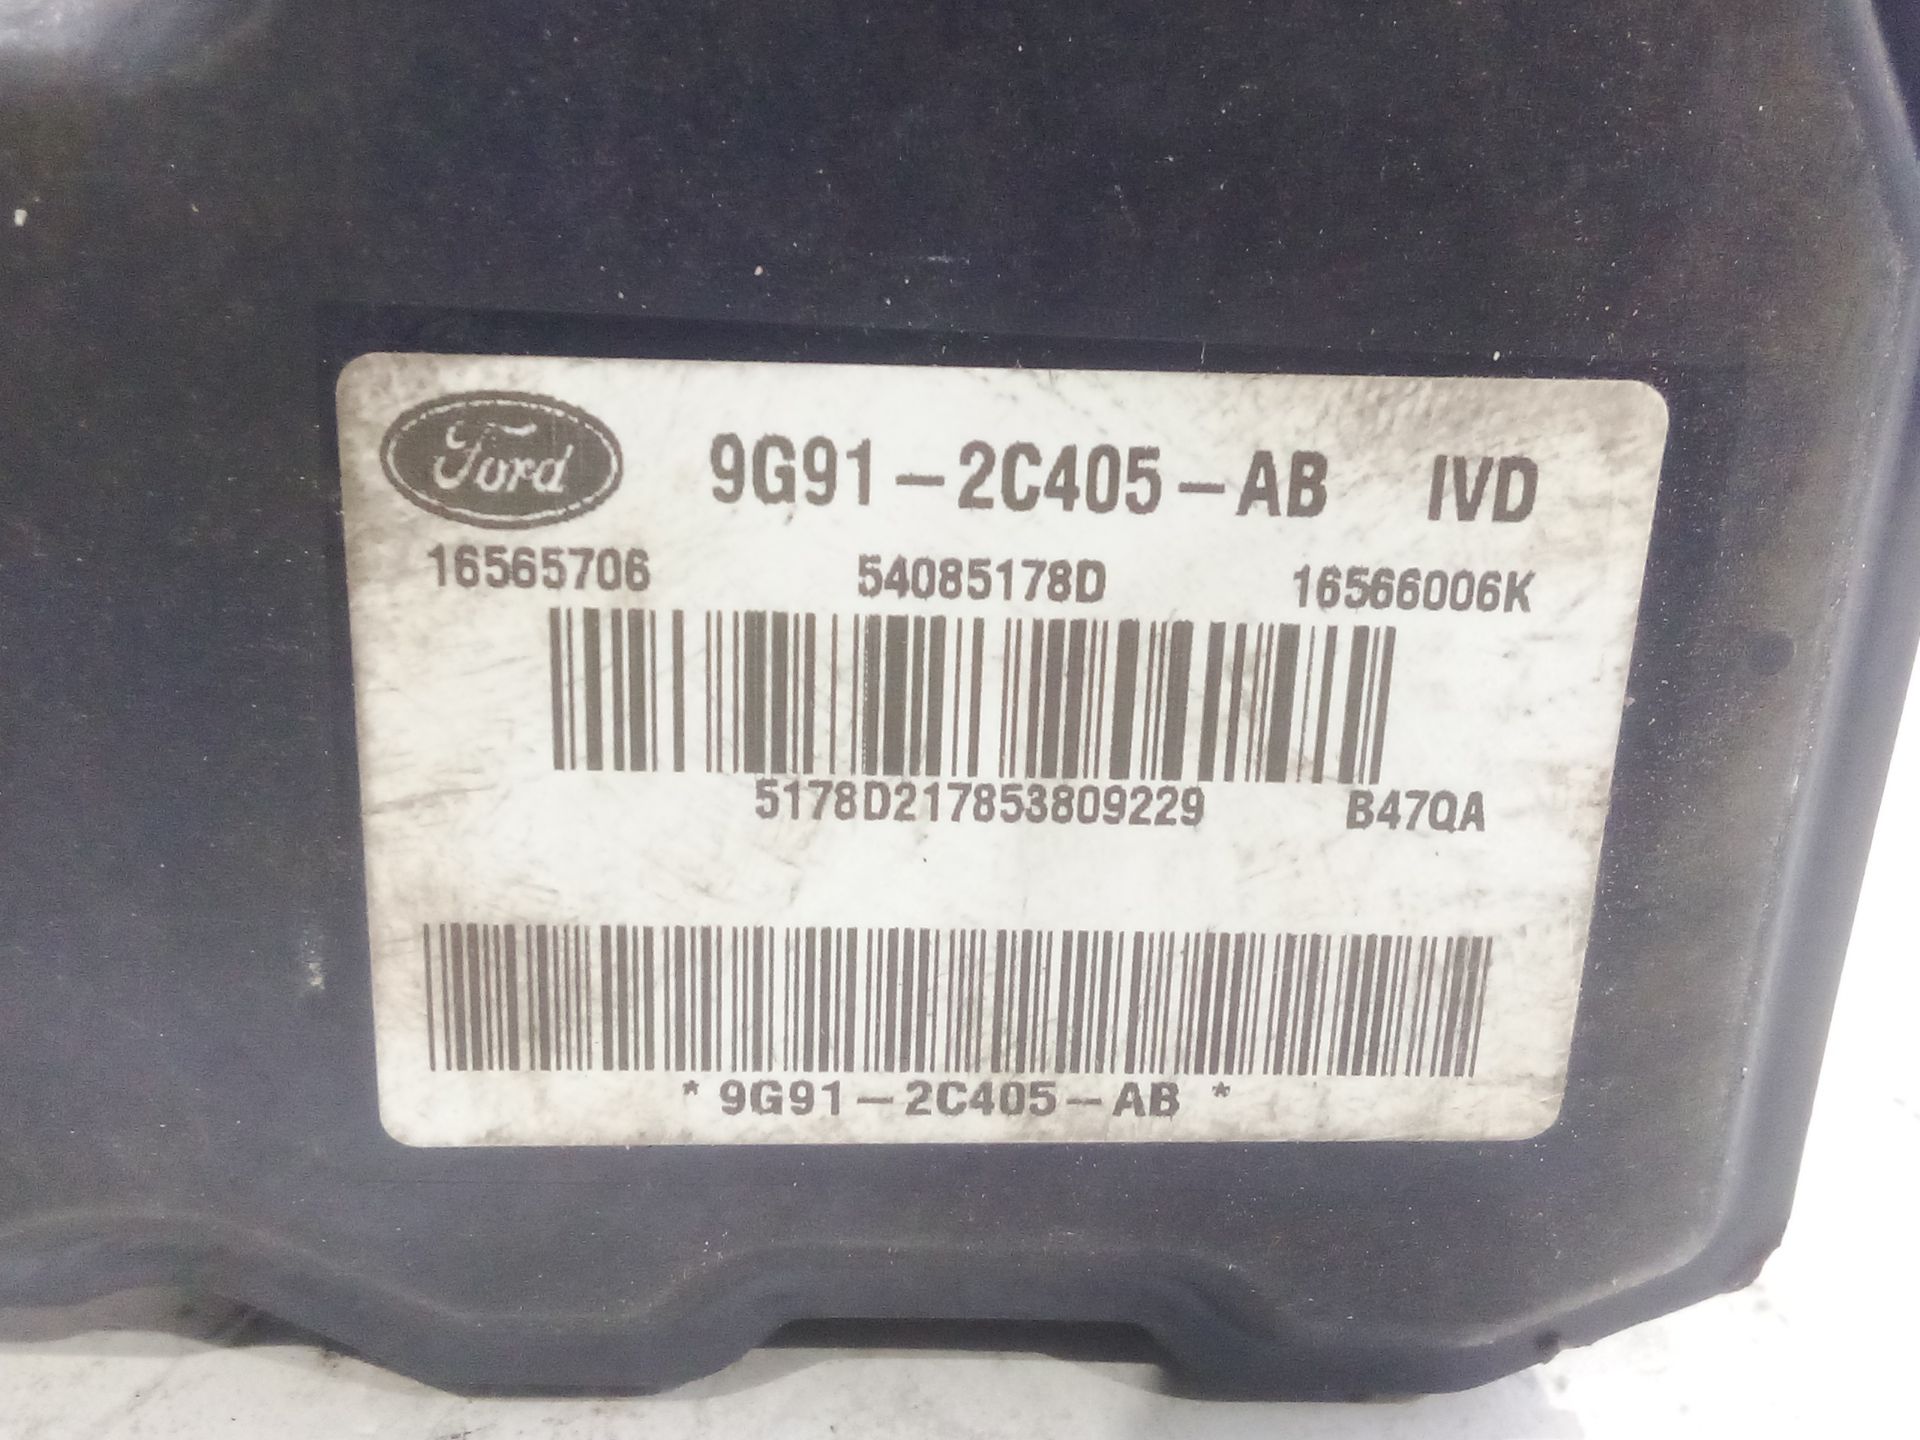 Ford 9G91-2C405-AB IVD
16565706 54085178D 16566006K
5178D217853809229 B47QA
*9G91-2C405-AB*